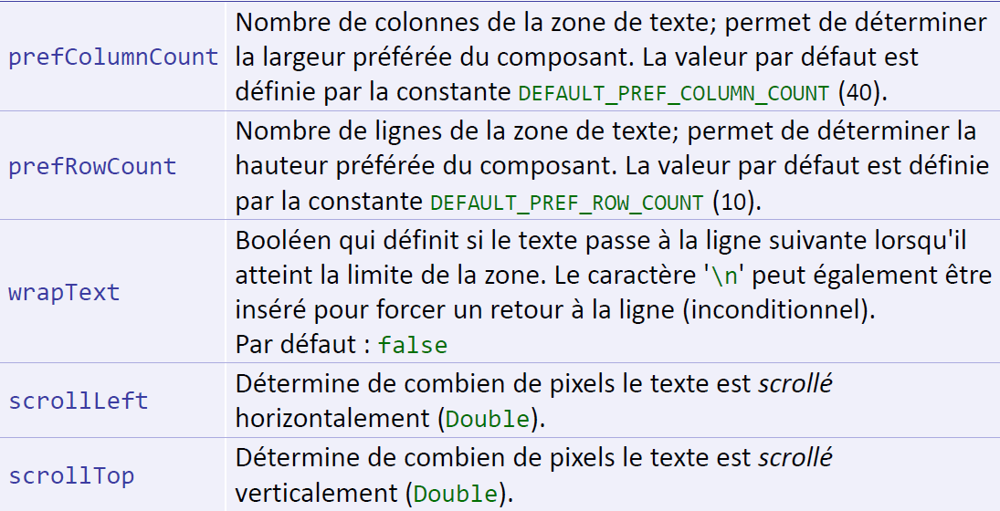 prefColumnCount
Nombre de colonnes de la zone de texte; permet de déterminer
la largeur préférée du composant. La valeur par défaut est
définie par la constante DEFAULT_PREF_COLUMN_COUNT (40).
prefRowCount
Nombre de lignes de la zone de texte; permet de déterminer la
hauteur préférée du composant. La valeur par défaut est définie
par la constante DEFAULT_PREF_ROW_COUNT (10).
wrapText
Booléen qui définit si le texte passe à la ligne suivante lorsqu'il
atteint la limite de la zone. Le caractère '\n' peut également être
inséré pour forcer un retour à la ligne (inconditionnel).
Par défaut : false
scrollLeft
Détermine de combien de pixels le texte est scrollé
horizontalement (Double).
scrollTop
Détermine de combien de pixels le texte est scrollé
verticalement (Double).